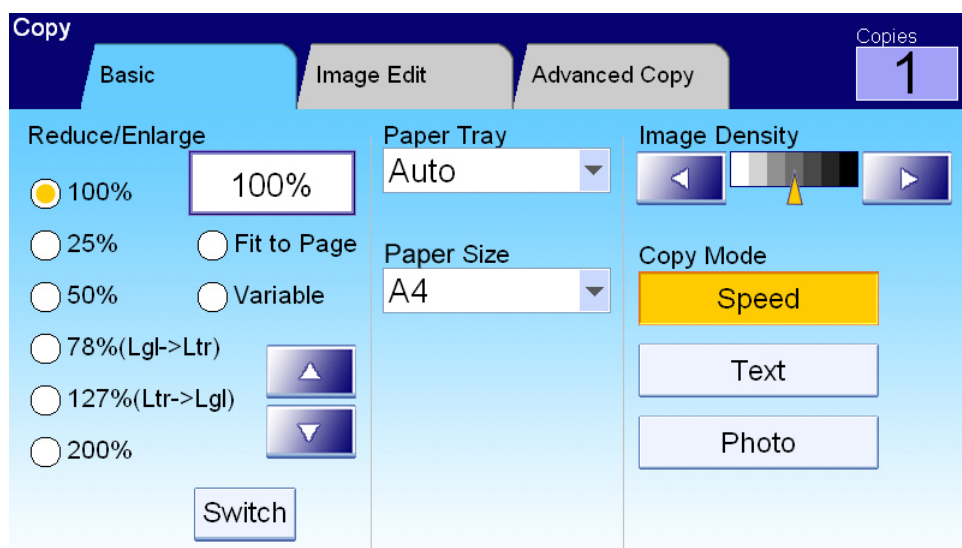 Copy
Copies
1
Basic
Image Edit
Advanced Copy
Reduce/Enlarge
100%
100%
25%
Fit to Page
50%
Variable
78%(Lgl->Ltr)
127%(Ltr->Lgl)
200%
Switch
Paper Tray
Auto
Paper Size
A4
Image Density
Copy Mode
Speed
Text
Photo